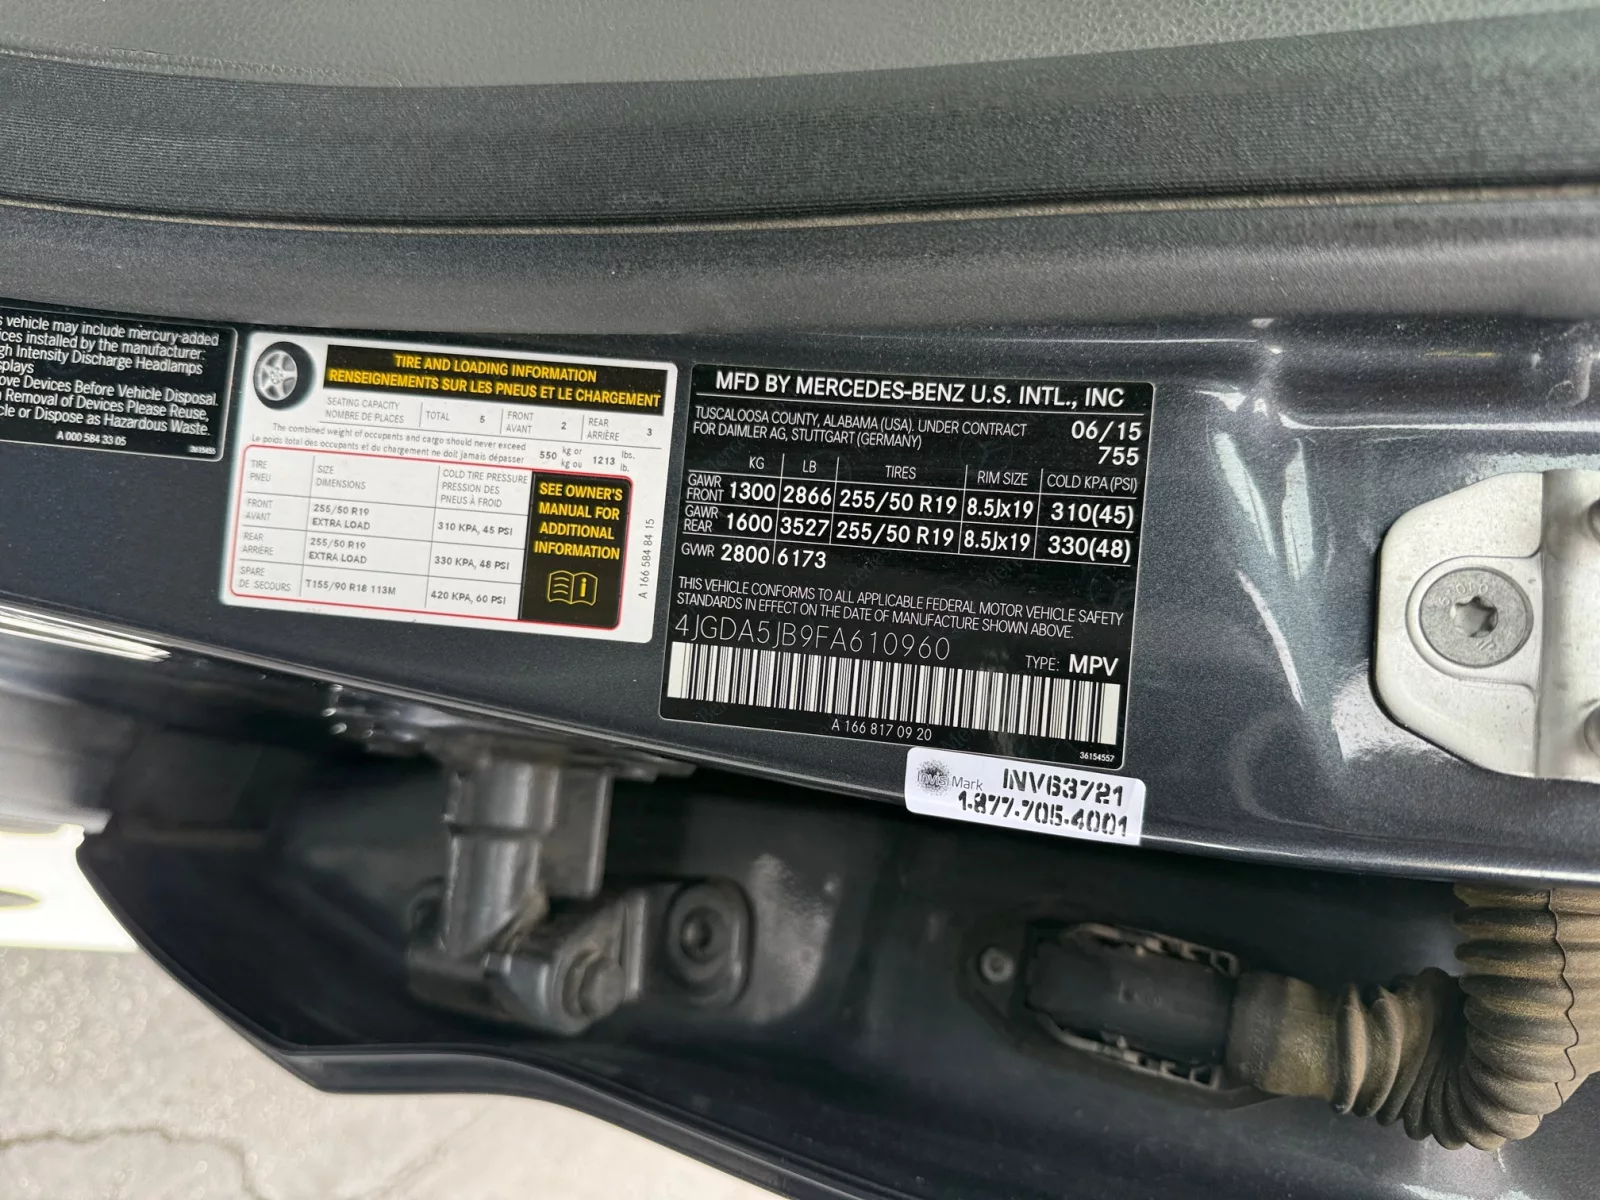 s vehicle may include mercury-added
ices installed by the manufacturer:
gh Intensity Discharge Headlamps
splays
ove Devices Before Vehicle Disposal.
Removal of Devices Please Reuse,
cle or Dispose as Hazardous Waste.
A 000 584 33 05
3615455
TIRE AND LOADING INFORMATION
RENSEIGNEMENTS SUR LES PNEUS ET LE CHARGEMENT
SEATING CAPACITY
NOMBRE DE PLACES
TOTAL 5
FRONT
AVANT 2
REAR
ARRIÈRE 3
The combined weight of occupants and cargo should never exceed
Le poids total des occupants et du chargement ne doit jamais dépasser
550 kg or
kg ou
1213 lbs.
lb.
TIRE
PNEU
SIZE
DIMENSIONS
COLD TIRE PRESSURE
PRESSION DES
PNEUS À FROID
FRONT
AVANT
255/50 R19
EXTRA LOAD
310 KPA, 45 PSI
REAR
ARRIÈRE
255/50 R19
EXTRA LOAD
330 KPA, 48 PSI
SPARE
DE SECOURS
T155/90 R18 113M
420 KPA, 60 PSI
SEE OWNER'S
MANUAL FOR
ADDITIONAL
INFORMATION
A 166 584 84 15
MFD BY MERCEDES-BENZ U.S. INTL., INC
TUSCALOOSA COUNTY, ALABAMA (USA). UNDER CONTRACT
FOR DAIMLER AG, STUTTGART (GERMANY)
06/15
755
KG LB TIRES RIM SIZE COLD KPA (PSI)
GAWR
FRONT 1300 2866 255/50 R19 8.5Jx19 310(45)
GAWR
REAR 1600 3527 255/50 R19 8.5Jx19 330(48)
GVWR 2800 6173
THIS VEHICLE CONFORMS TO ALL APPLICABLE FEDERAL MOTOR VEHICLE SAFETY
STANDARDS IN EFFECT ON THE DATE OF MANUFACTURE SHOWN ABOVE.
4JGDA5JB9FA610960
TYPE: MPV
A 166 817 09 20
36154557
InvisiMark INV63721
1-877-705-4001